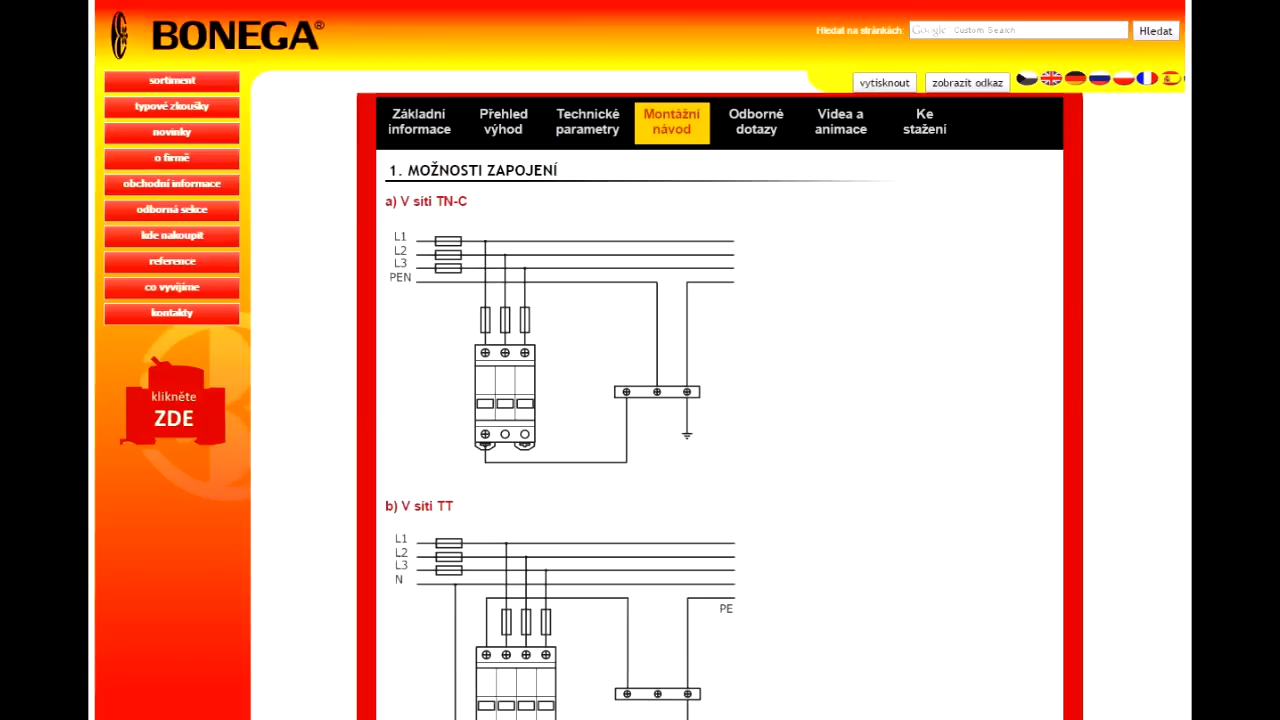 BONEGA®
Hledat na stránkách:
Google Custom Search
Hledat
vytisknout
zobrazit odkaz
sortiment
typové zkoušky
novinky
o firmě
obchodní informace
odborná sekce
kde nakoupit
reference
co vyvíjíme
kontakty
klikněte
ZDE
Základní
informace
Přehled
výhod
Technické
parametry
Montážní
návod
Odborné
dotazy
Videa a
animace
Ke
stažení
1. MOŽNOSTI ZAPOJENÍ
a) V síti TN-C
L1
L2
L3
PEN
b) V síti TT
L1
L2
L3
N
PE